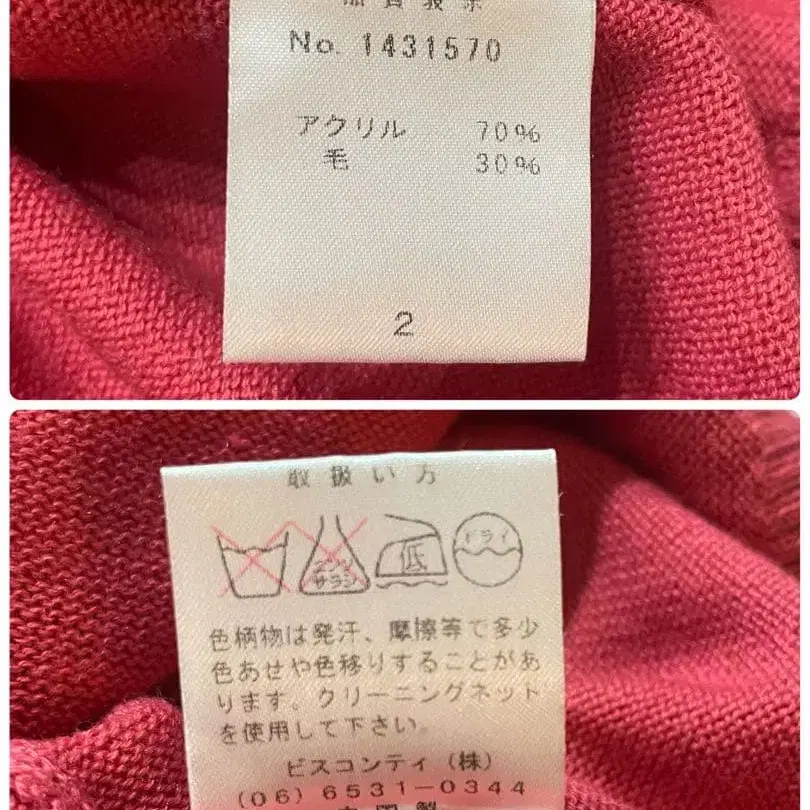 品質表示
No. 1431570
アクリル 70%
毛 30%
2
取扱い方
エンソ
サラシ
低
ドライ
色柄物は発汗、摩擦等で多少
色あせや色移りすることがあ
ります。クリーニングネット
を使用して下さい。
ビスコンティ(株)
(06) 6531-0344